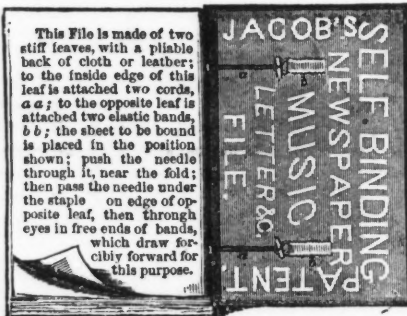 This File is made of two
stiff leaves, with a pliable
back of cloth or leather;
to the inside edge of this
leaf is attached two cords,
a a; to the opposite leaf is
attached two elastic bands,
b b; the sheet to be bound
is placed in the position
shown; push the needle
through it, near the fold;
then pass the needle under
the staple on edge of op-
posite leaf, then through
eyes in free ends of bands,
which draw for-
cibly forward for
this purpose.
JACOB'S
SELF BINDING
NEWSPAPER
MUSIC
LETTER &C.
FILE.
PATENT.